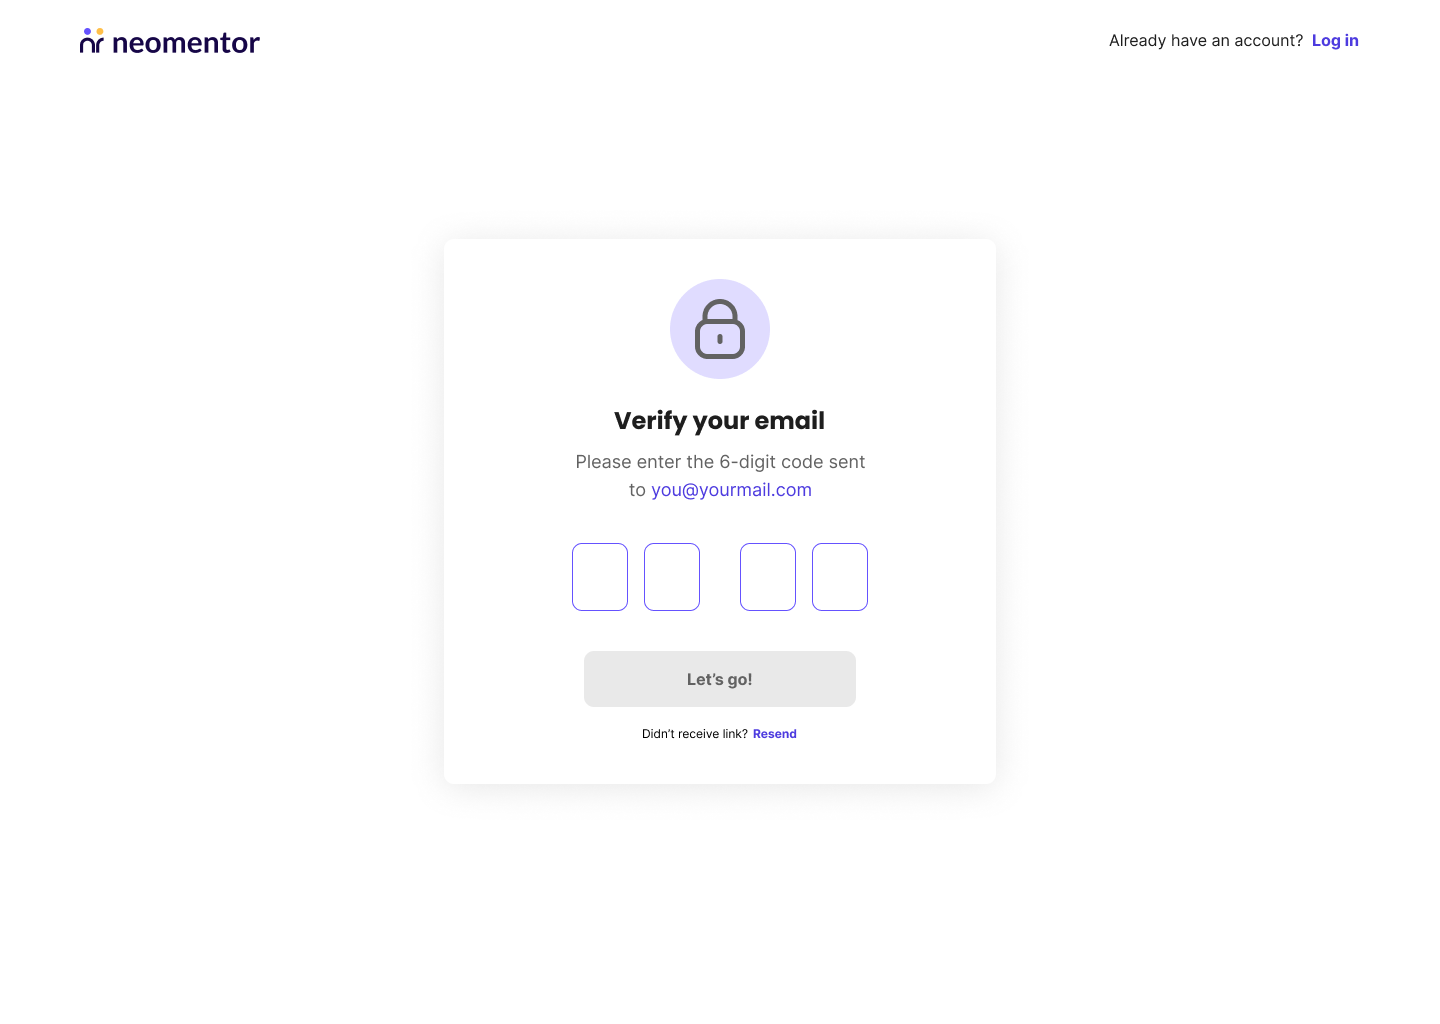 neomentor
Already have an account? Log in
Verify your email
Please enter the 6-digit code sent
to you@yourmail.com
Let’s go!
Didn’t receive link? Resend